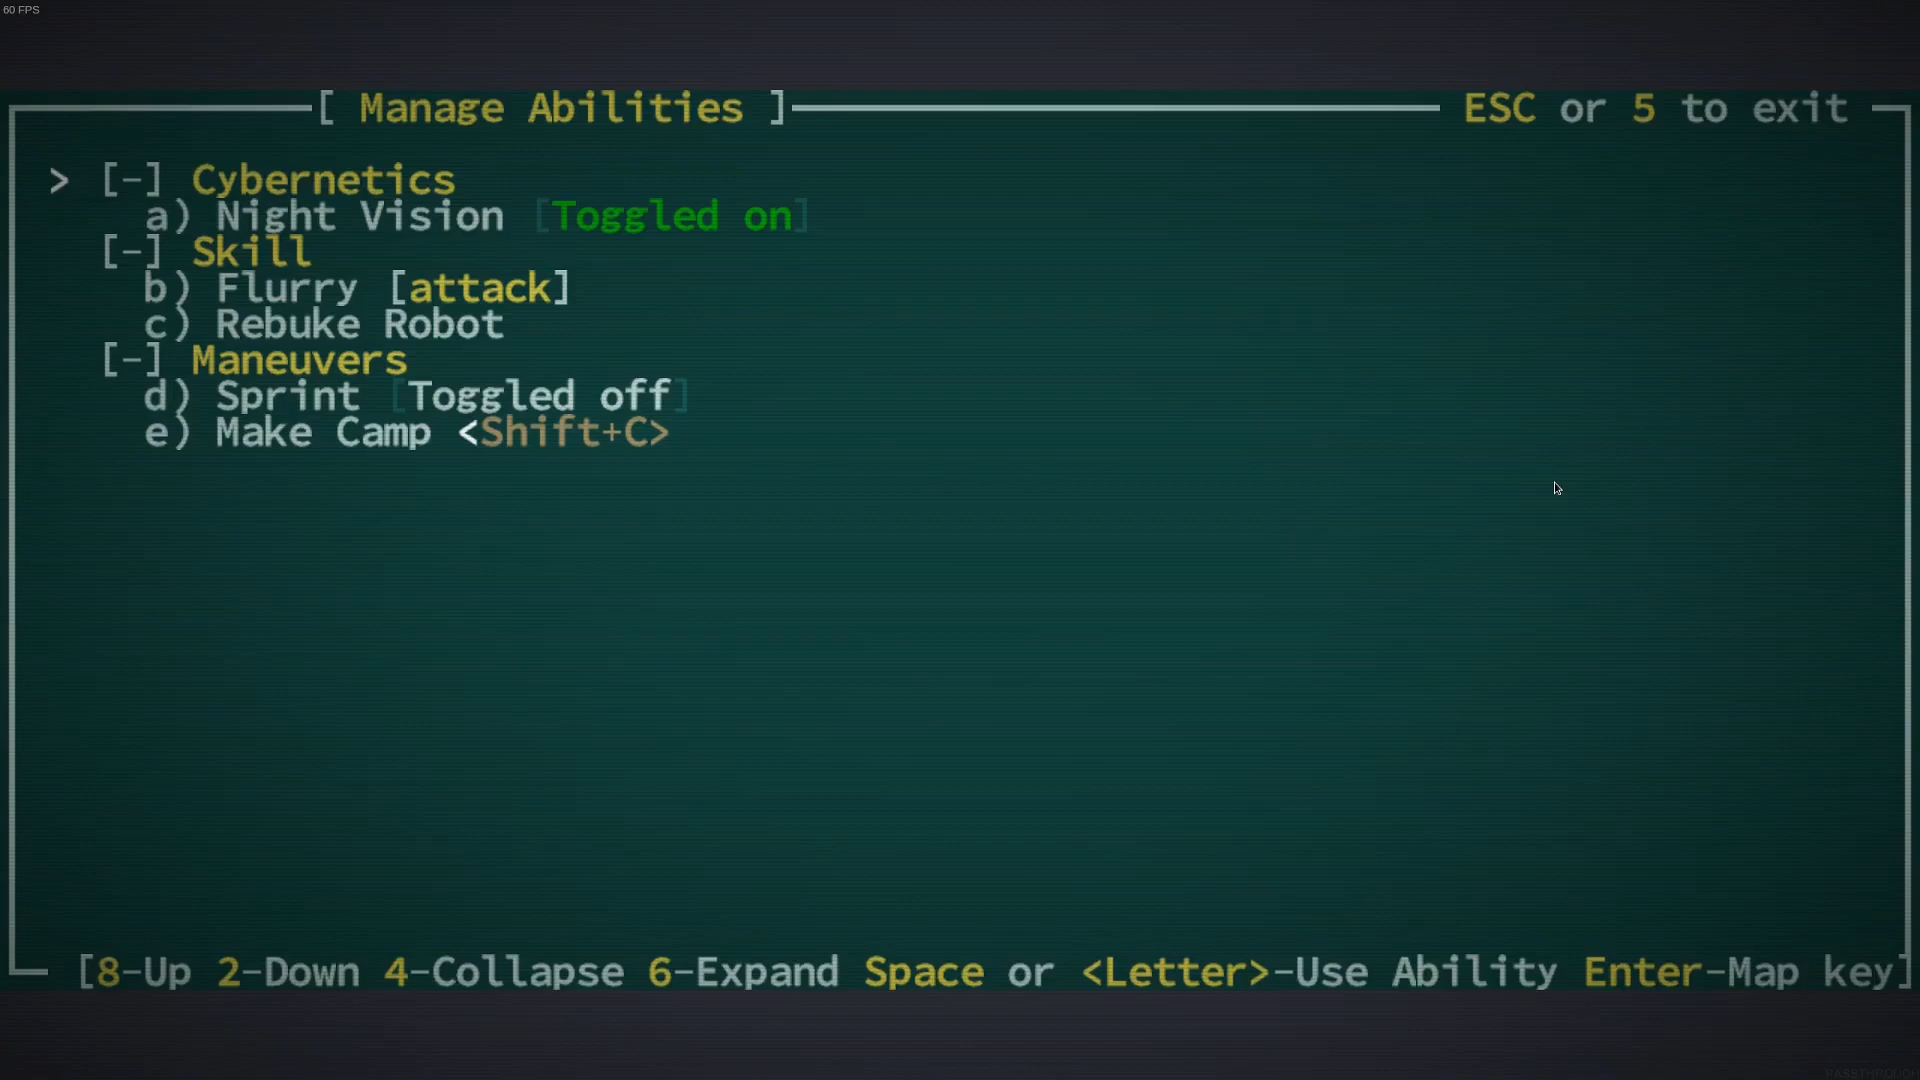 60 FPS
[ Manage Abilities ] ESC or 5 to exit
> [-] Cybernetics
a) Night Vision [Toggled on]
[-] Skill
b) Flurry [attack]
c) Rebuke Robot
[-] Maneuvers
d) Sprint [Toggled off]
e) Make Camp <Shift+C>
[8-Up 2-Down 4-Collapse 6-Expand Space or <Letter>-Use Ability Enter-Map key]
PASSTHROUGH